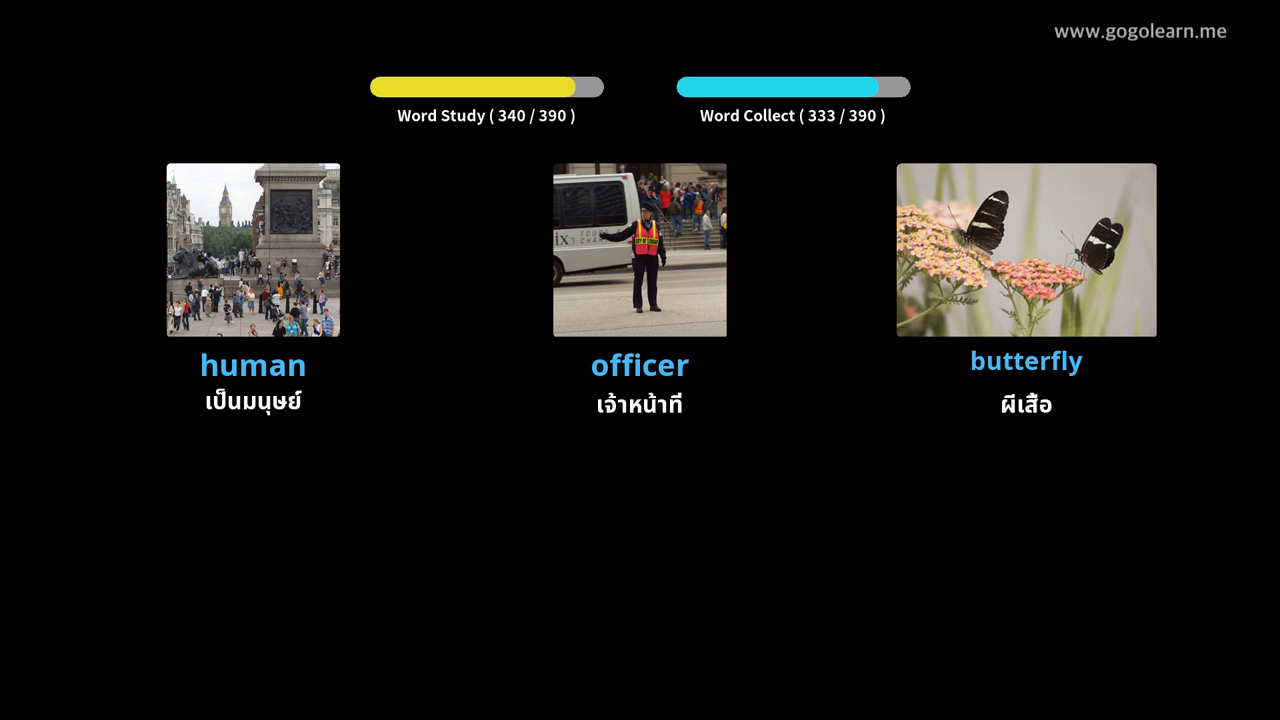 www.gogolearn.me
Word Study ( 340 / 390 )
Word Collect ( 333 / 390 )
human
officer
butterfly
เป็นมนุษย์
เจ้าหน้าที่
ผีเสื้อ